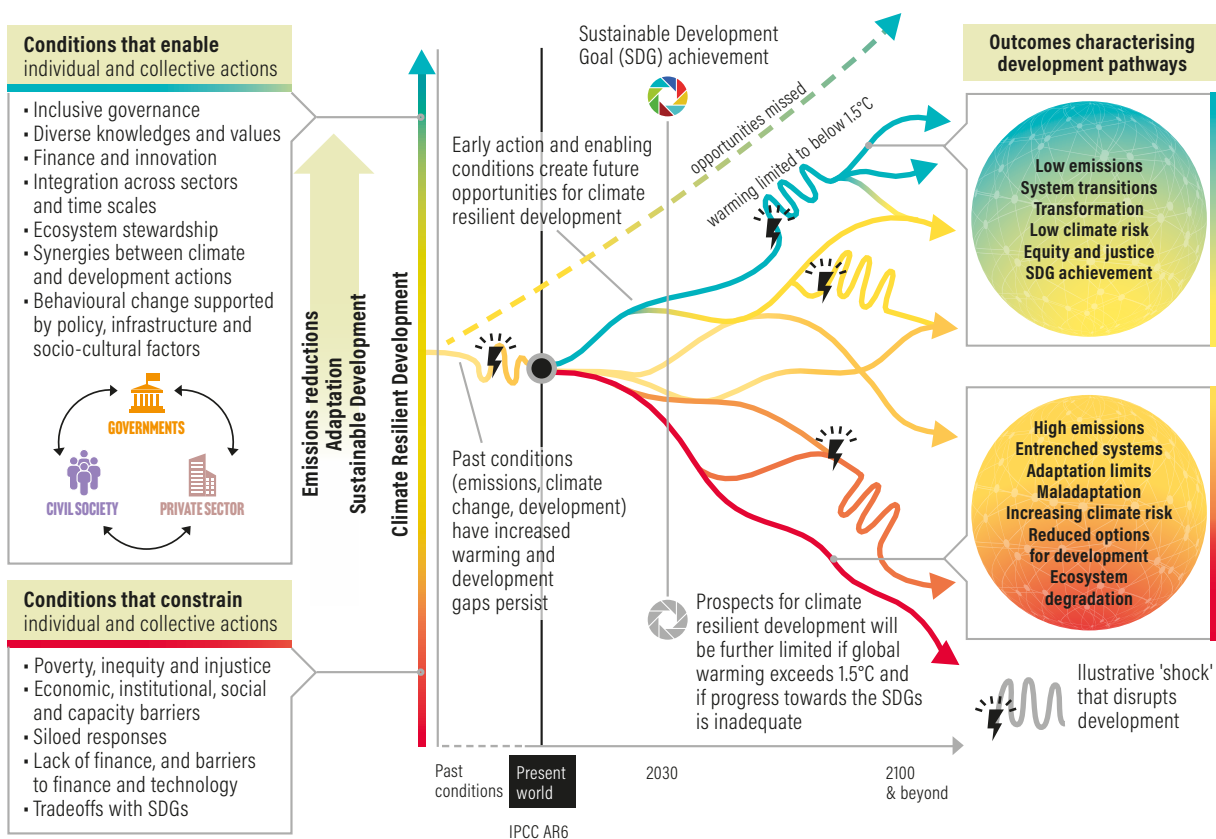 Conditions that enable
individual and collective actions
• Inclusive governance
• Diverse knowledges and values
• Finance and innovation
• Integration across sectors
and time scales
• Ecosystem stewardship
• Synergies between climate
and development actions
• Behavioural change supported
by policy, infrastructure and
socio-cultural factors
GOVERNMENTS
CIVIL SOCIETY
PRIVATE SECTOR
Conditions that constrain
individual and collective actions
• Poverty, inequity and injustice
• Economic, institutional, social
and capacity barriers
• Siloed responses
• Lack of finance, and barriers
to finance and technology
• Tradeoffs with SDGs
Emissions reductions
Adaptation
Sustainable Development
Climate Resilient Development
Sustainable Development
Goal (SDG) achievement
opportunities missed
warming limited to below 1.5°C
Early action and enabling
conditions create future
opportunities for climate
resilient development
Past conditions
(emissions, climate
change, development)
have increased
warming and
development
gaps persist
Prospects for climate
resilient development will
be further limited if global
warming exceeds 1.5°C and
if progress towards the SDGs
is inadequate
Past
conditions
Present
world
IPCC AR6
2030
2100
& beyond
Outcomes characterising
development pathways
Low emissions
System transitions
Transformation
Low climate risk
Equity and justice
SDG achievement
High emissions
Entrenched systems
Adaptation limits
Maladaptation
Increasing climate risk
Reduced options
for development
Ecosystem
degradation
Ilustrative 'shock'
that disrupts
development